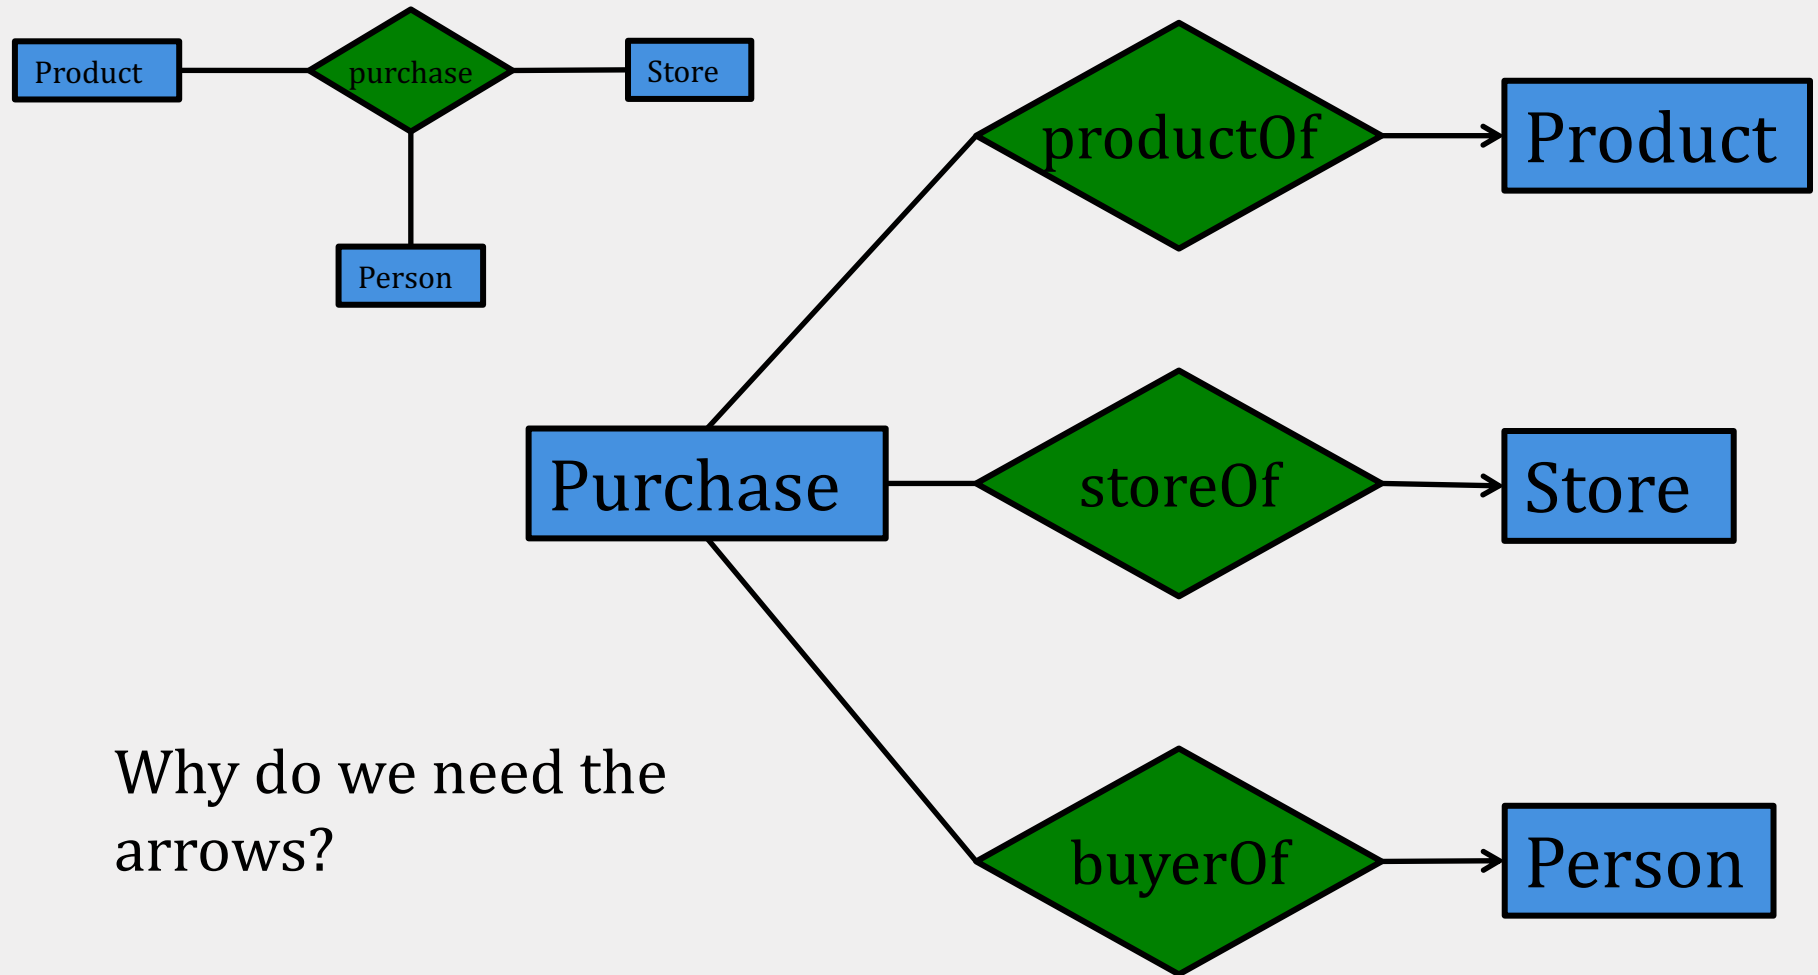 Product
purchase
Store
Person
productOf
Product
Purchase
storeOf
Store
Why do we need the
arrows?
buyerOf
Person